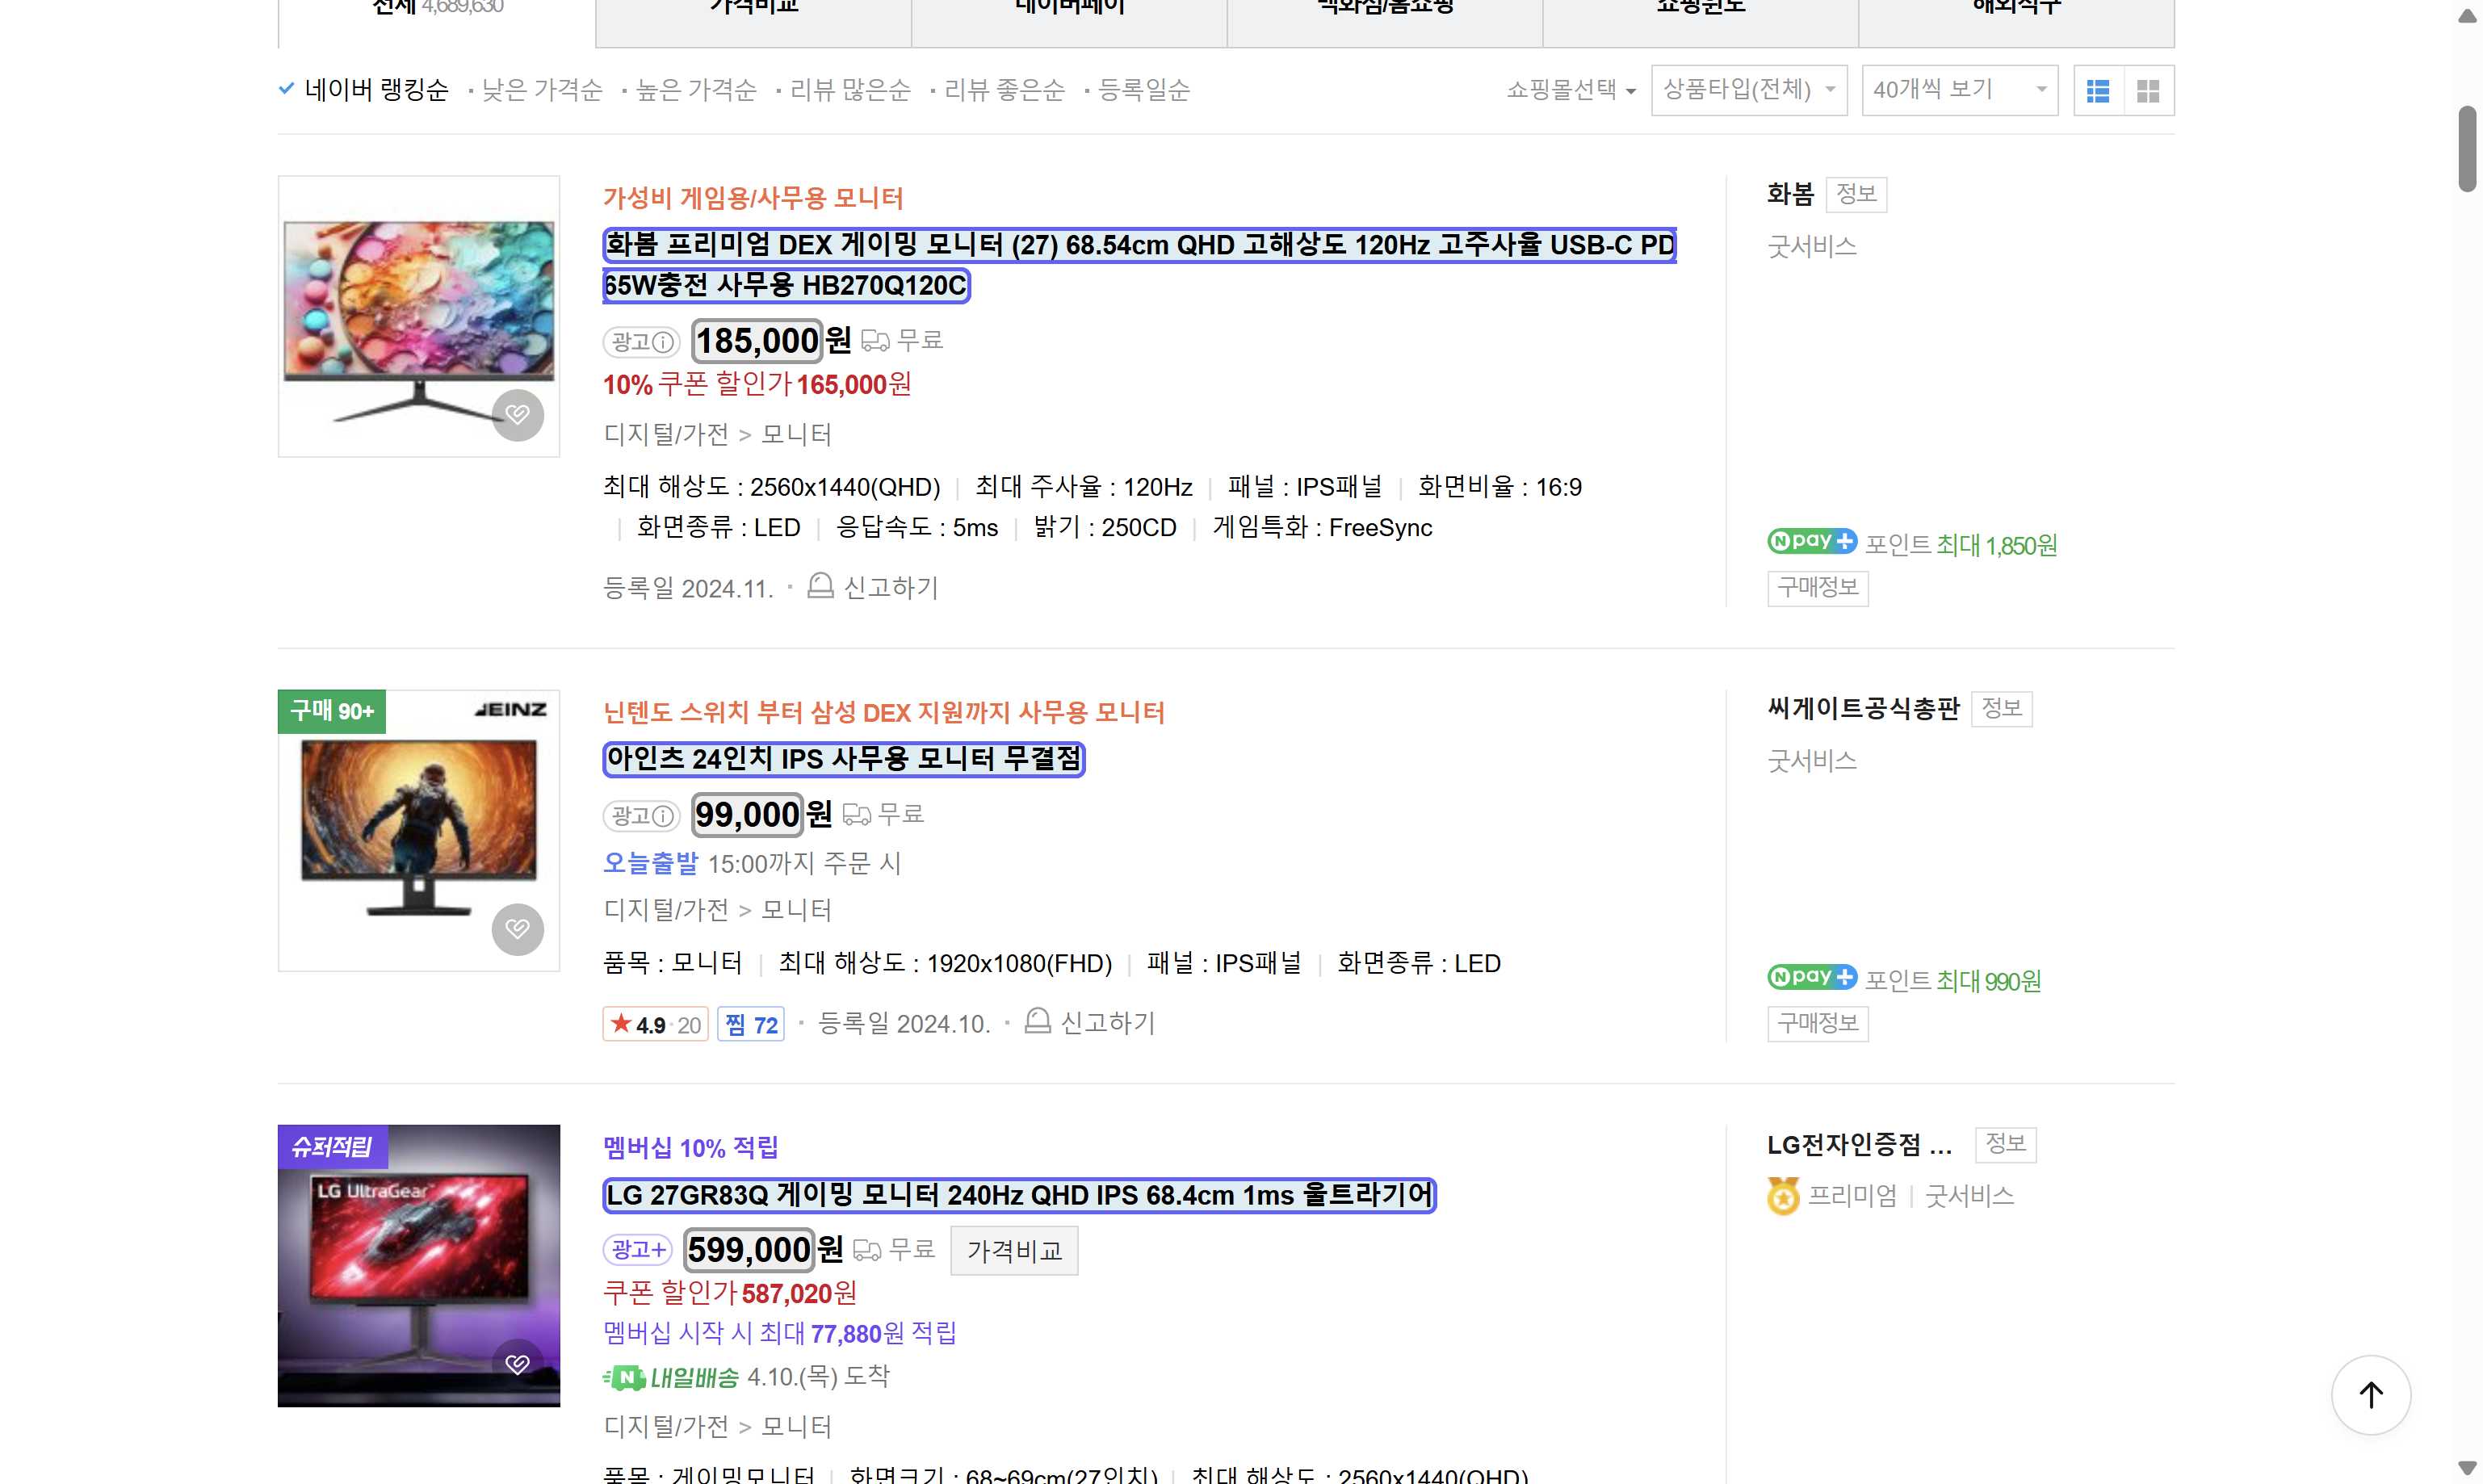 전체 4,689,630
가격비교
네이버페이
백화점/홈쇼핑
쇼핑윈도
해외직구
네이버 랭킹순 · 낮은 가격순 · 높은 가격순 · 리뷰 많은순 · 리뷰 좋은순 · 등록일순
쇼핑몰선택 상품타입(전체) 40개씩 보기
가성비 게임용/사무용 모니터
화봄 프리미엄 DEX 게이밍 모니터 (27) 68.54cm QHD 고해상도 120Hz 고주사율 USB-C PD
65W충전 사무용 HB270Q120C
광고 185,000원 무료
10% 쿠폰 할인가 165,000원
디지털/가전 > 모니터
최대 해상도 : 2560x1440(QHD) | 최대 주사율 : 120Hz | 패널 : IPS패널 | 화면비율 : 16:9
| 화면종류 : LED | 응답속도 : 5ms | 밝기 : 250CD | 게임특화 : FreeSync
등록일 2024.11. · 신고하기
화봄 정보
굿서비스
N pay + 포인트 최대 1,850원
구매정보
구매 90+
EINZ
닌텐도 스위치 부터 삼성 DEX 지원까지 사무용 모니터
아인츠 24인치 IPS 사무용 모니터 무결점
광고 99,000원 무료
오늘출발 15:00까지 주문 시
디지털/가전 > 모니터
품목 : 모니터 | 최대 해상도 : 1920x1080(FHD) | 패널 : IPS패널 | 화면종류 : LED
★ 4.9 · 20 찜 72 · 등록일 2024.10. · 신고하기
씨게이트공식총판 정보
굿서비스
N pay + 포인트 최대 990원
구매정보
슈퍼적립
LG UltraGear™
멤버십 10% 적립
LG 27GR83Q 게이밍 모니터 240Hz QHD IPS 68.4cm 1ms 울트라기어
광고+ 599,000원 무료 가격비교
쿠폰 할인가 587,020원
멤버십 시작 시 최대 77,880원 적립
N 내일배송 4.10.(목) 도착
디지털/가전 > 모니터
품목 : 게이밍모니터 | 화면크기 : 68~69cm(27인치) | 최대 해상도 : 2560x1440(QHD)
LG전자인증점 ... 정보
프리미엄 | 굿서비스